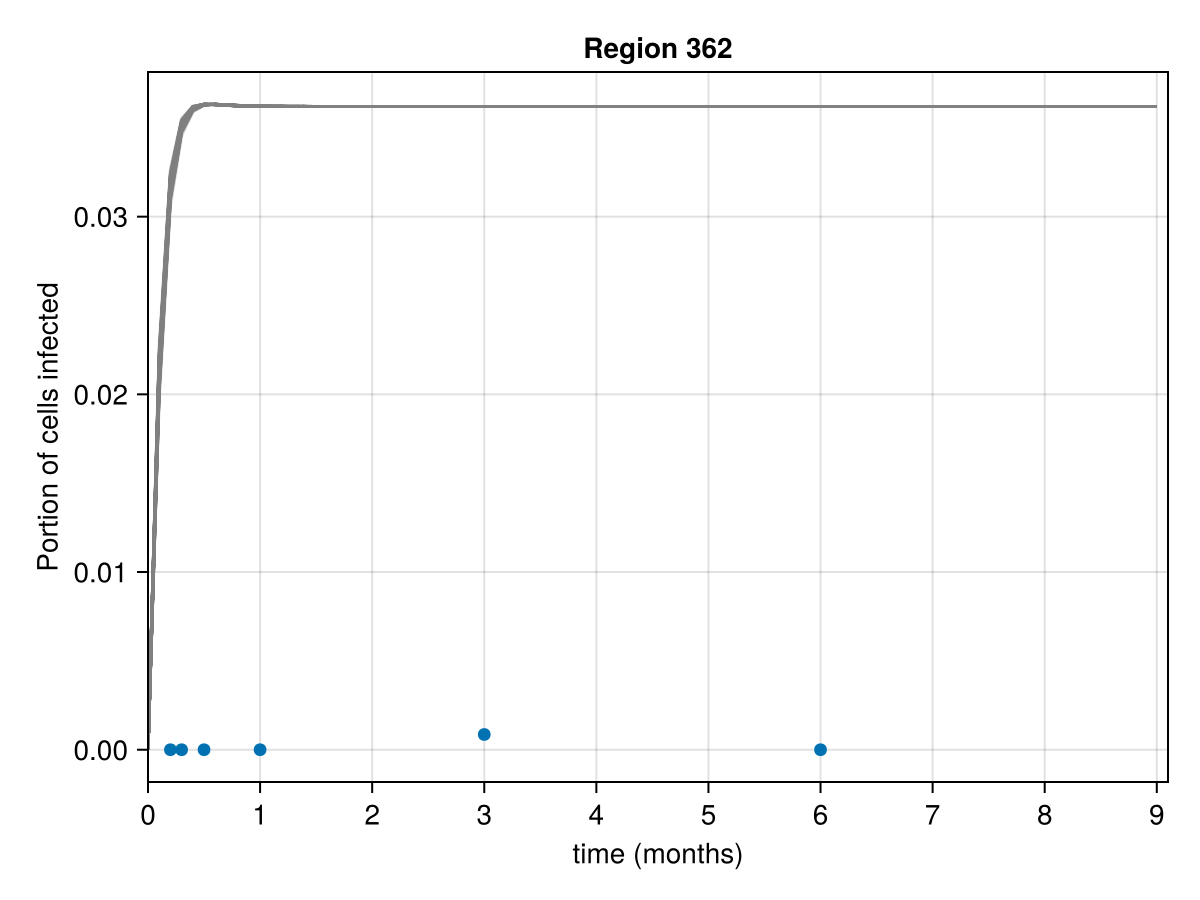 Region 362
Portion of cells infected
0.03
0.02
0.01
0.00
0 1 2 3 4 5 6 7 8 9
time (months)